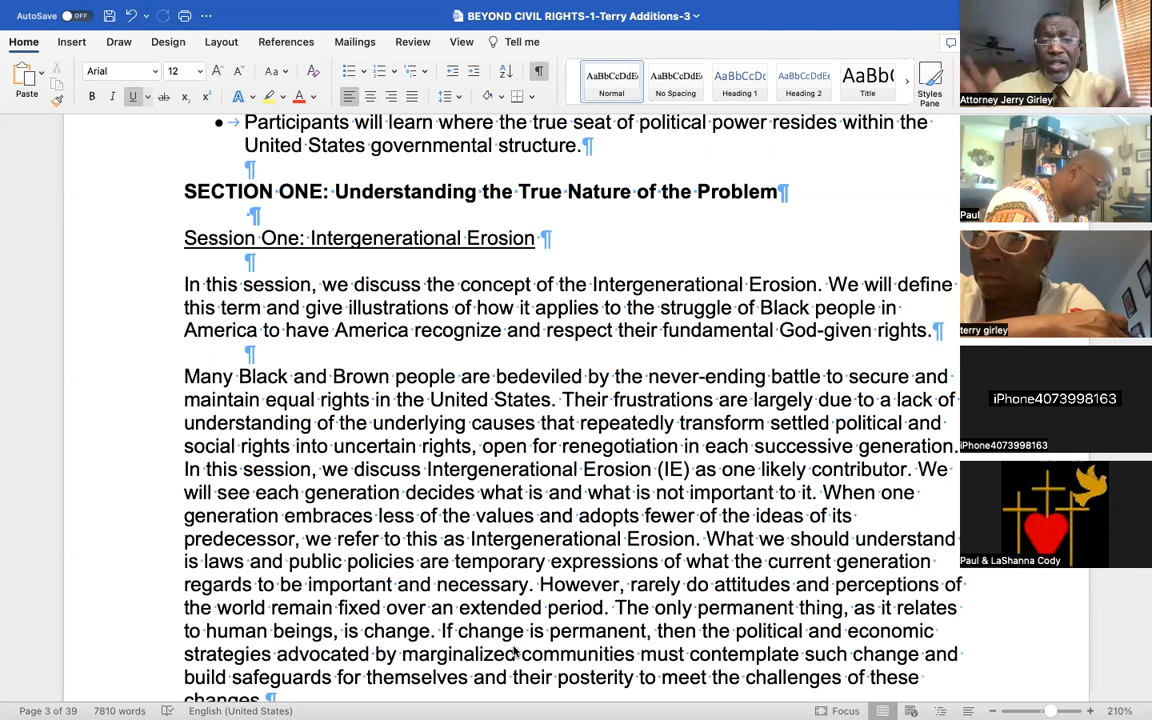 AutoSave OFF
BEYOND CIVIL RIGHTS-1-Terry Additions-3
Home Insert Draw Design Layout References Mailings Review View Tell me
Paste
Arial 12
Aa
B I U ab x₂ x²
A A
AaBbCcDdEe AaBbCcDdEe AaBbCcDc AaBbCcDdEe AaBb(
Normal No Spacing Heading 1 Heading 2 Title
Styles Pane
Participants will learn where the true seat of political power resides within the
United States governmental structure.¶
¶
SECTION ONE: Understanding the True Nature of the Problem¶
¶
Session One: Intergenerational Erosion ¶
¶
In this session, we discuss the concept of the Intergenerational Erosion. We will define
this term and give illustrations of how it applies to the struggle of Black people in
America to have America recognize and respect their fundamental God-given rights.¶
¶
Many Black and Brown people are bedeviled by the never-ending battle to secure and
maintain equal rights in the United States. Their frustrations are largely due to a lack of
understanding of the underlying causes that repeatedly transform settled political and
social rights into uncertain rights, open for renegotiation in each successive generation.
In this session, we discuss Intergenerational Erosion (IE) as one likely contributor. We
will see each generation decides what is and what is not important to it. When one
generation embraces less of the values and adopts fewer of the ideas of its
predecessor, we refer to this as Intergenerational Erosion. What we should understand
is laws and public policies are temporary expressions of what the current generation
regards to be important and necessary. However, rarely do attitudes and perceptions of
the world remain fixed over an extended period. The only permanent thing, as it relates
to human beings, is change. If change is permanent, then the political and economic
strategies advocated by marginalized communities must contemplate such change and
build safeguards for themselves and their posterity to meet the challenges of these
changes.¶
Page 3 of 39 7810 words English (United States) Focus 210%
Attorney Jerry Girley
Paul
terry girley
iPhone4073998163
iPhone4073998163
Paul & LaShanna Cody